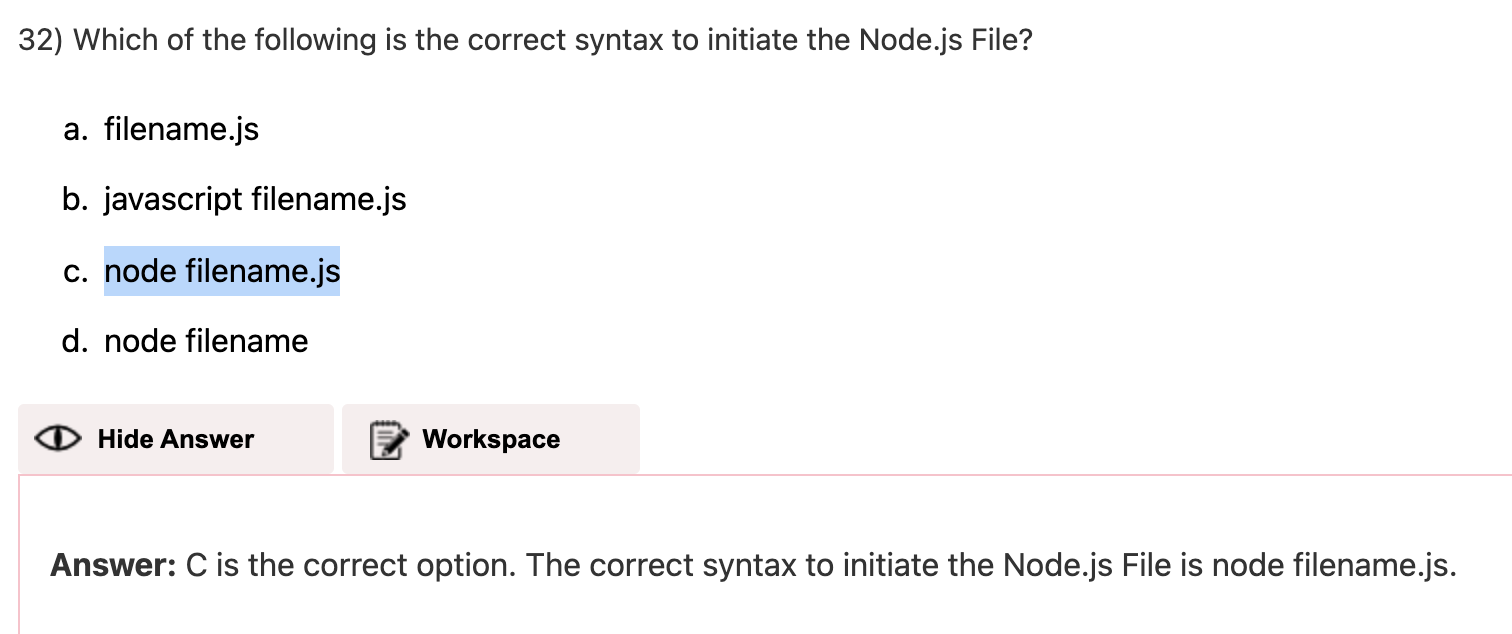 32) Which of the following is the correct syntax to initiate the Node.js File?
a. filename.js
b. javascript filename.js
c. node filename.js
d. node filename
Hide Answer Workspace
Answer: C is the correct option. The correct syntax to initiate the Node.js File is node filename.js.